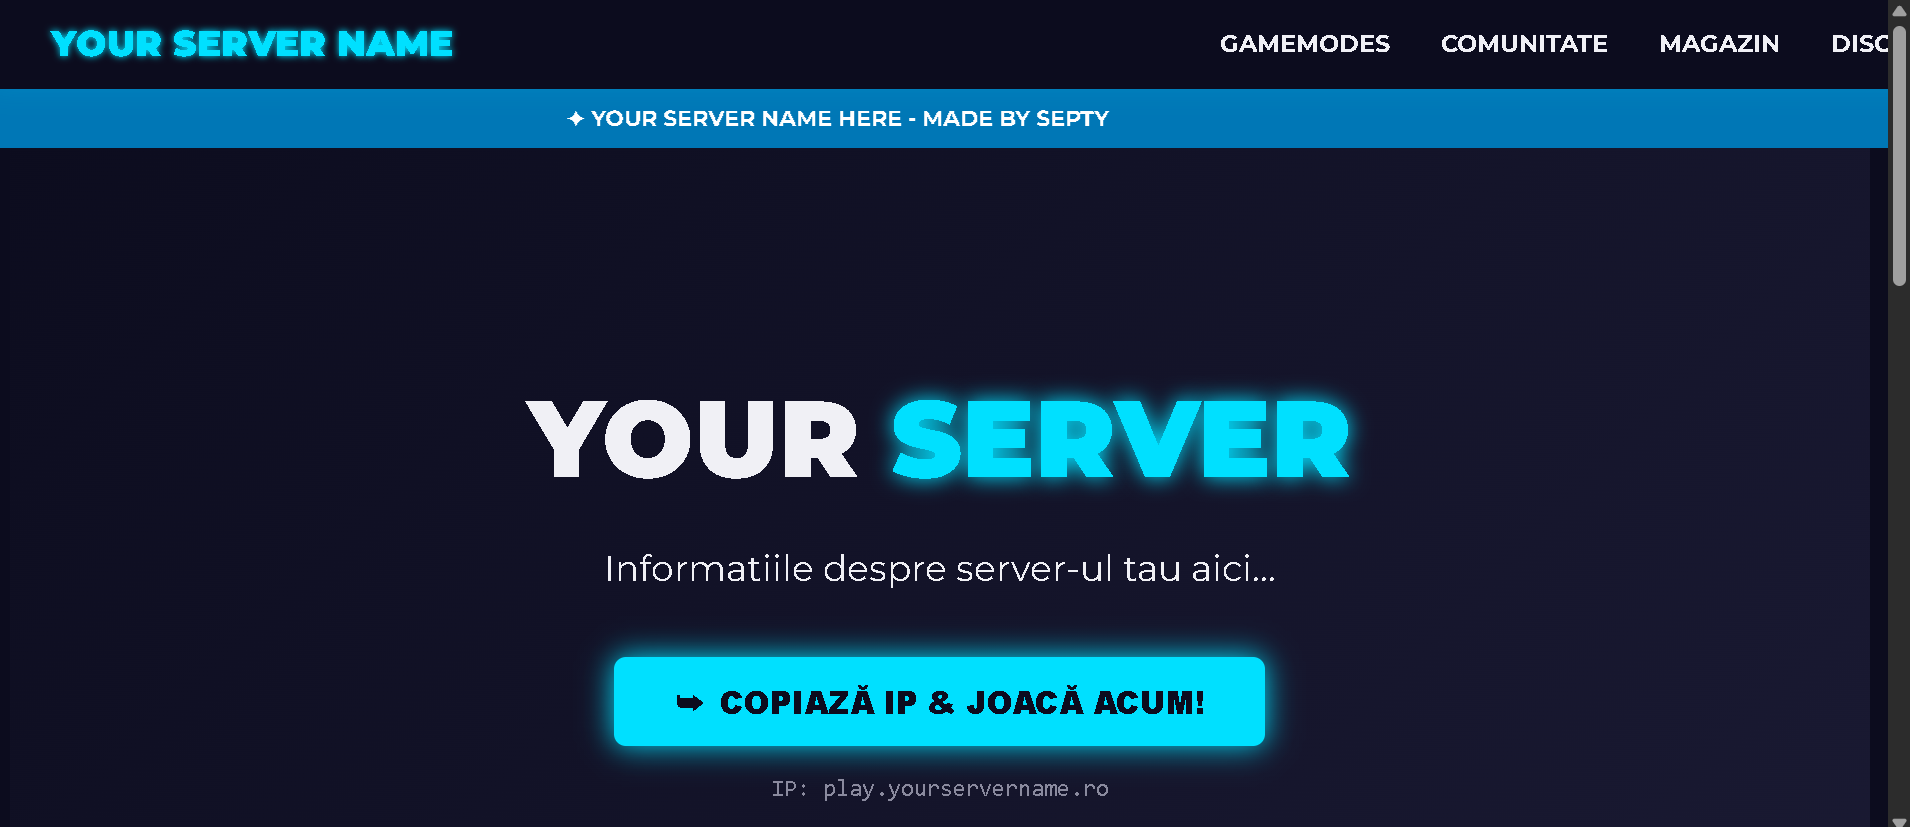 YOUR SERVER NAME
GAMEMODES COMUNITATE MAGAZIN
✦ YOUR SERVER NAME HERE - MADE BY SEPTY
YOUR SERVER
Informatiile despre server-ul tau aici...
➥ COPIAZĂ IP & JOACĂ ACUM!
IP: play.yourservername.ro